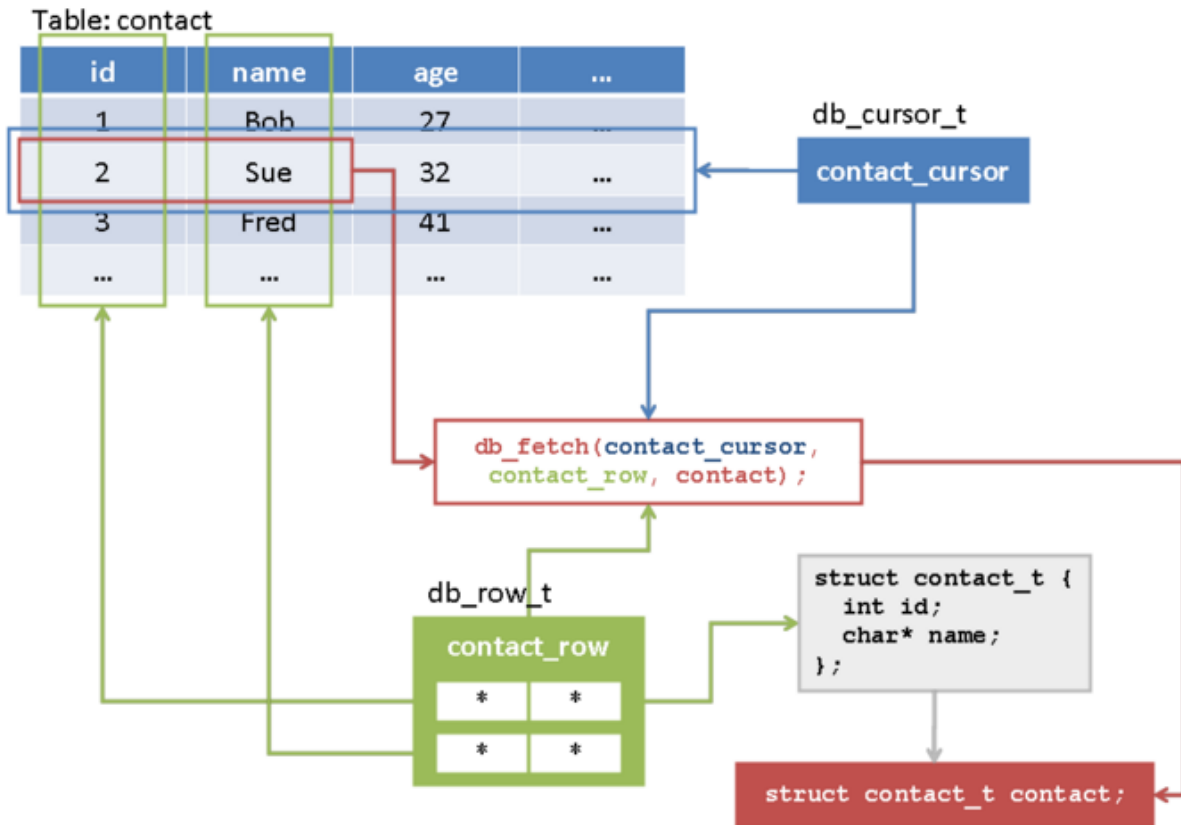 Table: contact
id name age ...
1 Bob 27 ...
2 Sue 32 ...
3 Fred 41 ...
... ... ... ...
db_cursor_t
contact_cursor
db_fetch(contact_cursor,
contact_row, contact);
db_row_t
contact_row
* *
* *
struct contact_t {
int id;
char* name;
};
struct contact_t contact;